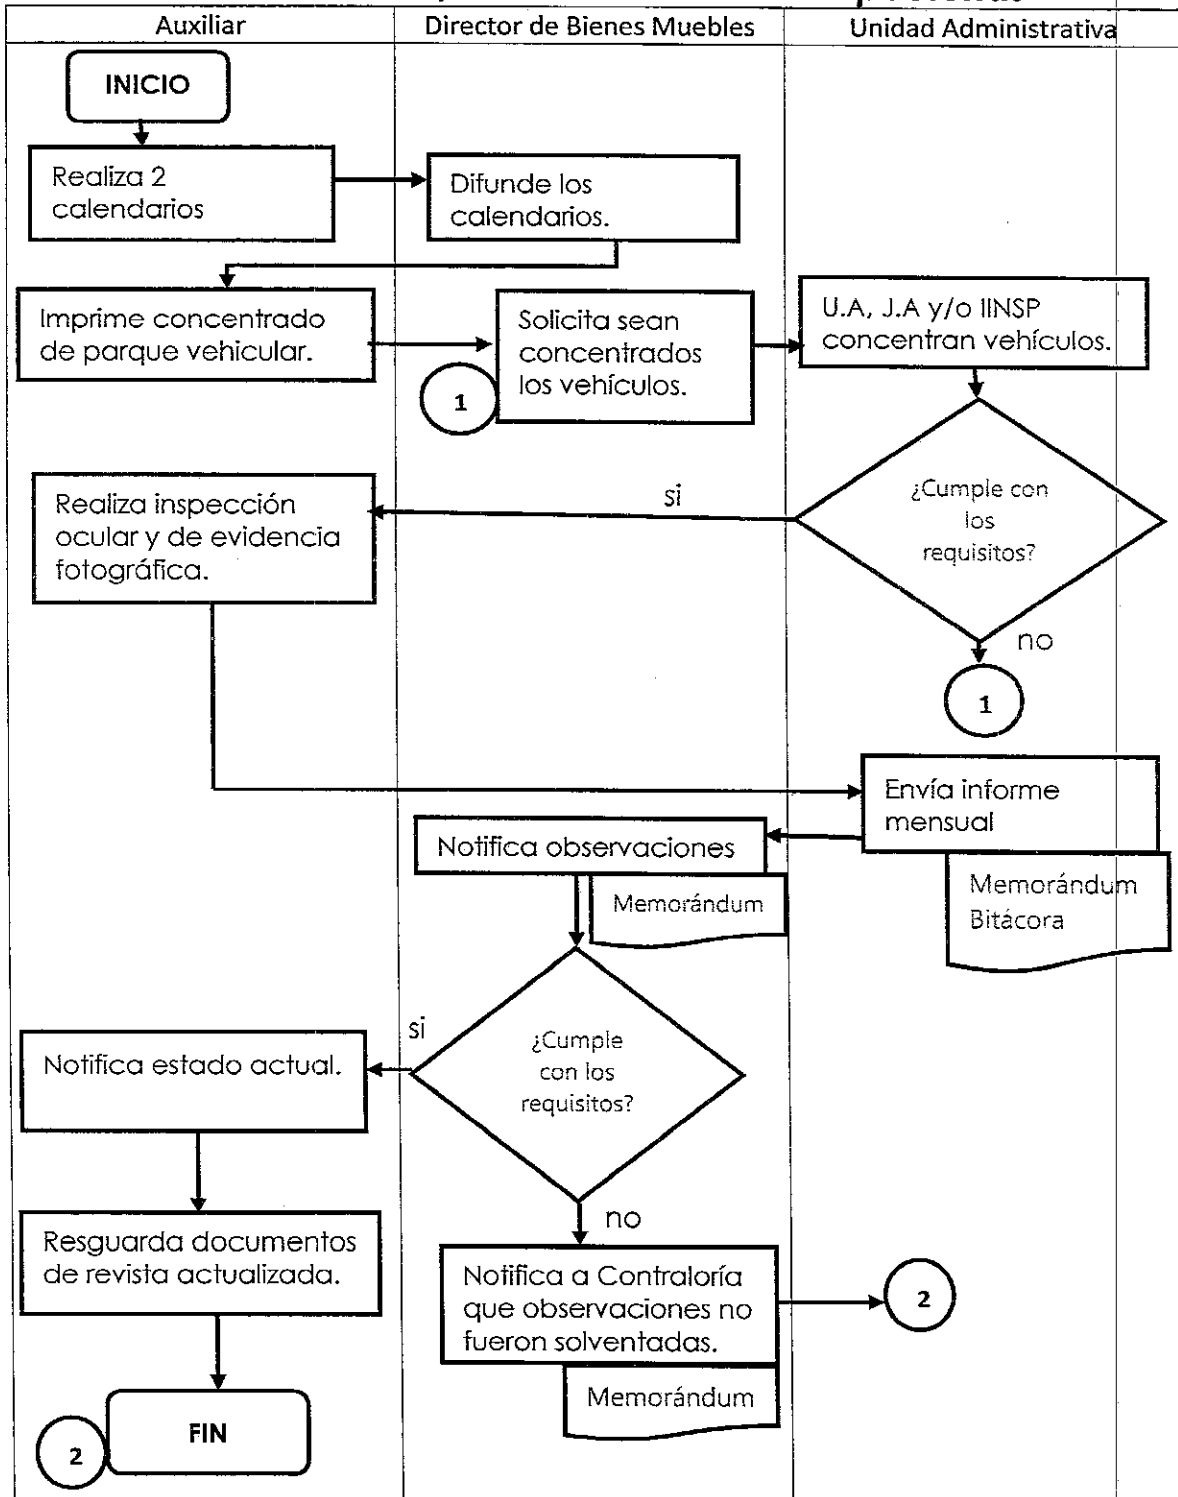 Auxiliar
Director de Bienes Muebles
Unidad Administrativa
INICIO
Realiza 2
calendarios
Difunde los
calendarios.
Imprime concentrado
de parque vehicular.
Solicita sean
concentrados
los vehículos.
1
U.A, J.A y/o IINSP
concentran vehículos.
¿Cumple con
los
requisitos?
si
Realiza inspección
ocular y de evidencia
fotográfica.
no
1
Envía informe
mensual
Memorándum
Bitácora
Notifica observaciones
Memorándum
¿Cumple
con los
requisitos?
si
Notifica estado actual.
Resguarda documentos
de revista actualizada.
no
Notifica a Contraloría
que observaciones no
fueron solventadas.
Memorándum
2
FIN
2